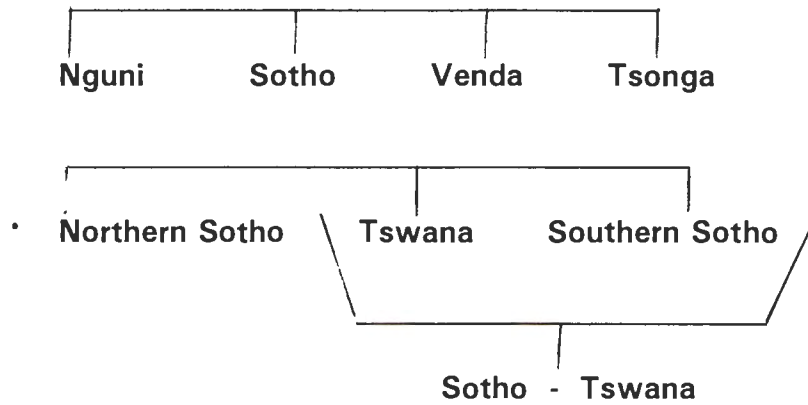 Nguni Sotho Venda Tsonga
Northern Sotho Tswana Southern Sotho
Sotho - Tswana